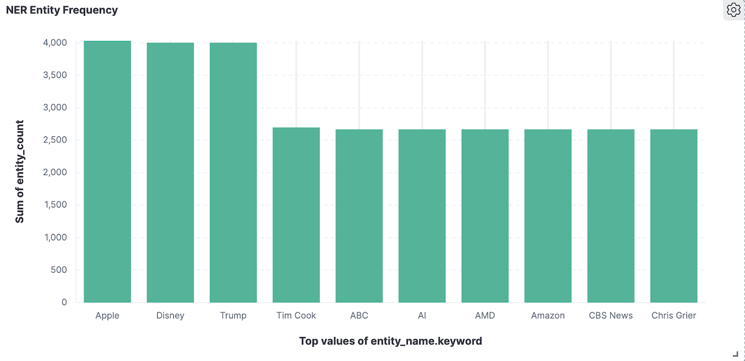 NER Entity Frequency
4,000
3,500
3,000
2,500
2,000
1,500
1,000
500
0
Sum of entity_count
Apple Disney Trump Tim Cook ABC AI AMD Amazon CBS News Chris Grier
Top values of entity_name.keyword